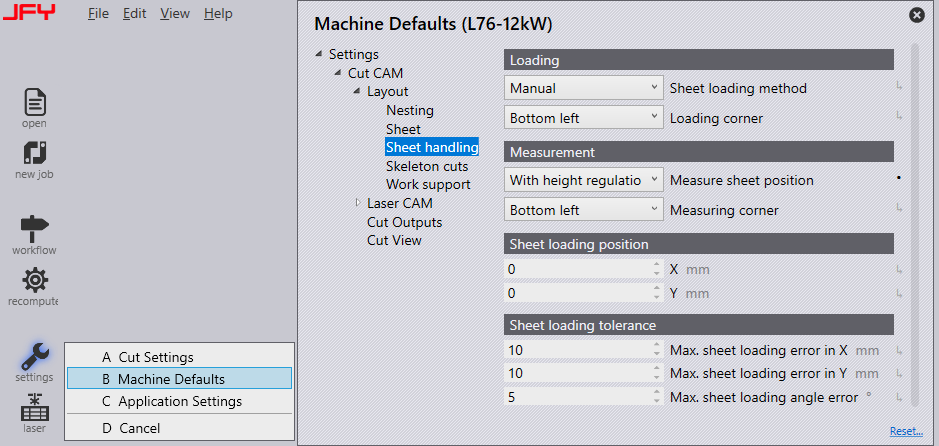 JFY
File Edit View Help
open
new job
workflow
recompute
settings
laser
A Cut Settings
B Machine Defaults
C Application Settings
D Cancel
Machine Defaults (L76-12kW)
Settings
Cut CAM
Layout
Nesting
Sheet
Sheet handling
Skeleton cuts
Work support
Laser CAM
Cut Outputs
Cut View
Loading
Manual Sheet loading method
Bottom left Loading corner
Measurement
With height regulatio Measure sheet position
Bottom left Measuring corner
Sheet loading position
0 X mm
0 Y mm
Sheet loading tolerance
10 Max. sheet loading error in X mm
10 Max. sheet loading error in Y mm
5 Max. sheet loading angle error °
Reset...